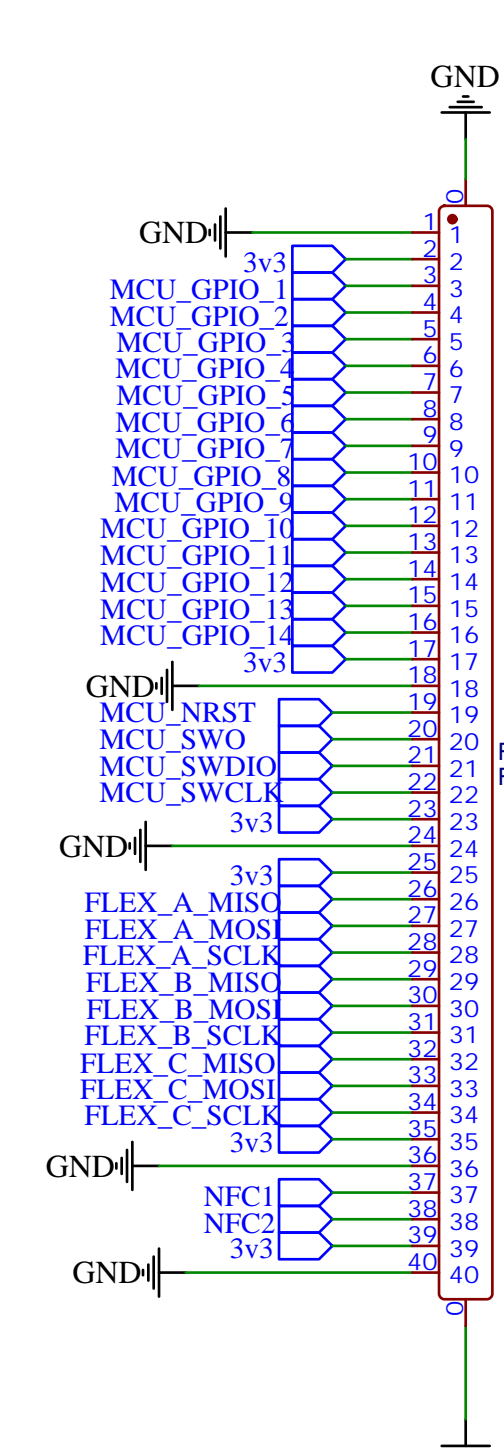 GND
0
GND 1 1
3v3 2 2
MCU_GPIO_1 3 3
MCU_GPIO_2 4 4
MCU_GPIO_3 5 5
MCU_GPIO_4 6 6
MCU_GPIO_5 7 7
MCU_GPIO_6 8 8
MCU_GPIO_7 9 9
MCU_GPIO_8 10 10
MCU_GPIO_9 11 11
MCU_GPIO_10 12 12
MCU_GPIO_11 13 13
MCU_GPIO_12 14 14
MCU_GPIO_13 15 15
MCU_GPIO_14 16 16
3v3 17 17
GND 18 18
MCU_NRST 19 19
MCU_SWO 20 20
MCU_SWDIO 21 21
MCU_SWCLK 22 22
3v3 23 23
GND 24 24
3v3 25 25
FLEX_A_MISO 26 26
FLEX_A_MOSI 27 27
FLEX_A_SCLK 28 28
FLEX_B_MISO 29 29
FLEX_B_MOSI 30 30
FLEX_B_SCLK 31 31
FLEX_C_MISO 32 32
FLEX_C_MOSI 33 33
FLEX_C_SCLK 34 34
3v3 35 35
GND 36 36
NFC1 37 37
NFC2 38 38
3v3 39 39
GND 40 40
0